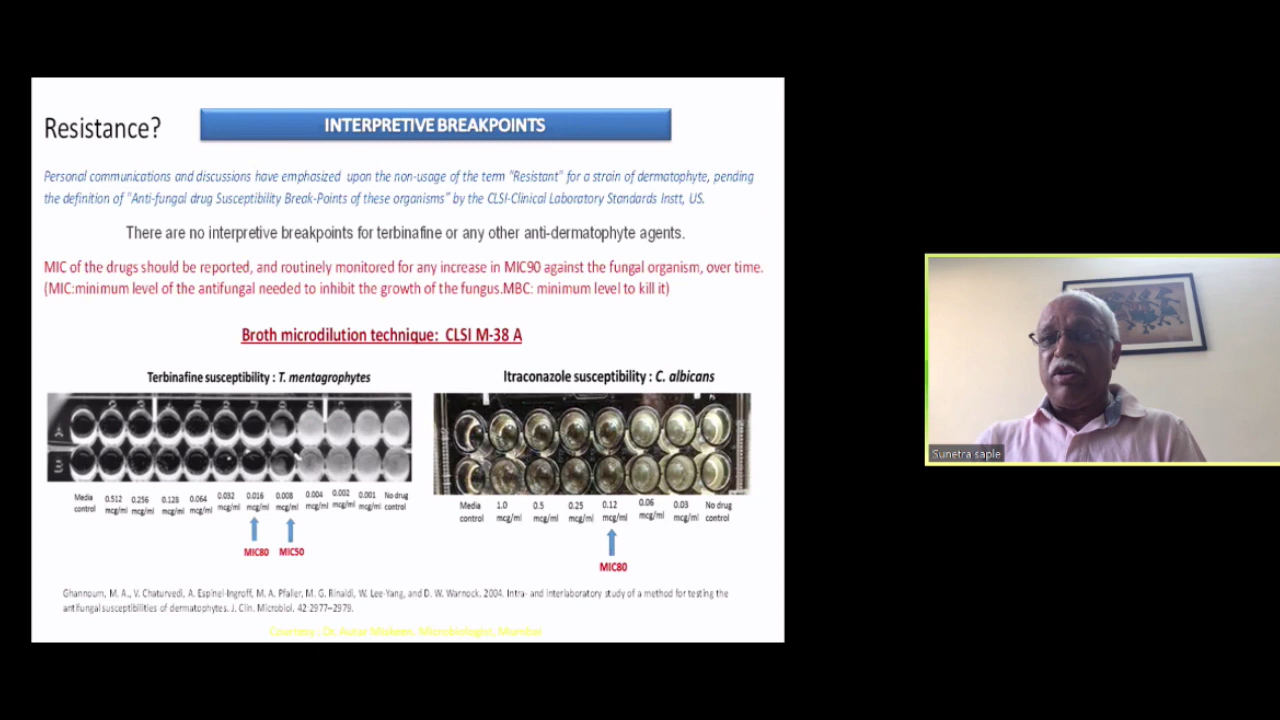 Resistance?
INTERPRETIVE BREAKPOINTS
Personal communications and discussions have emphasized upon the non-usage of the term "Resistant" for a strain of dermatophyte, pending
the definition of "Anti-fungal drug Susceptibility Break-Points of these organisms" by the CLSI-Clinical Laboratory Standards Instt, US.
There are no interpretive breakpoints for terbinafine or any other anti-dermatophyte agents.
MIC of the drugs should be reported, and routinely monitored for any increase in MIC90 against the fungal organism, over time.
(MIC:minimum level of the antifungal needed to inhibit the growth of the fungus.MBC: minimum level to kill it)
Broth microdilution technique: CLSI M-38 A
Terbinafine susceptibility : T. mentagrophytes
Media control 0.512 mcg/ml 0.256 mcg/ml 0.128 mcg/ml 0.064 mcg/ml 0.032 mcg/ml 0.016 mcg/ml 0.008 mcg/ml 0.004 mcg/ml 0.002 mcg/ml 0.001 mcg/ml No drug control
MIC80 MIC50
Itraconazole susceptibility : C. albicans
Media control 1.0 mcg/ml 0.5 mcg/ml 0.25 mcg/ml 0.12 mcg/ml 0.06 mcg/ml 0.03 mcg/ml No drug control
MIC80
Ghannoum, M. A., V. Chaturvedi, A. Espinel-Ingroff, M. A. Pfaller, M. G. Rinaldi, W. Lee-Yang, and D. W. Warnock. 2004. Intra- and interlaboratory study of a method for testing the
antifungal susceptibilities of dermatophytes. J. Clin. Microbiol. 42:2977–2979.
Courtesy : Dr. Autar Miskeen. Microbiologist, Mumbai
Sunetra saple